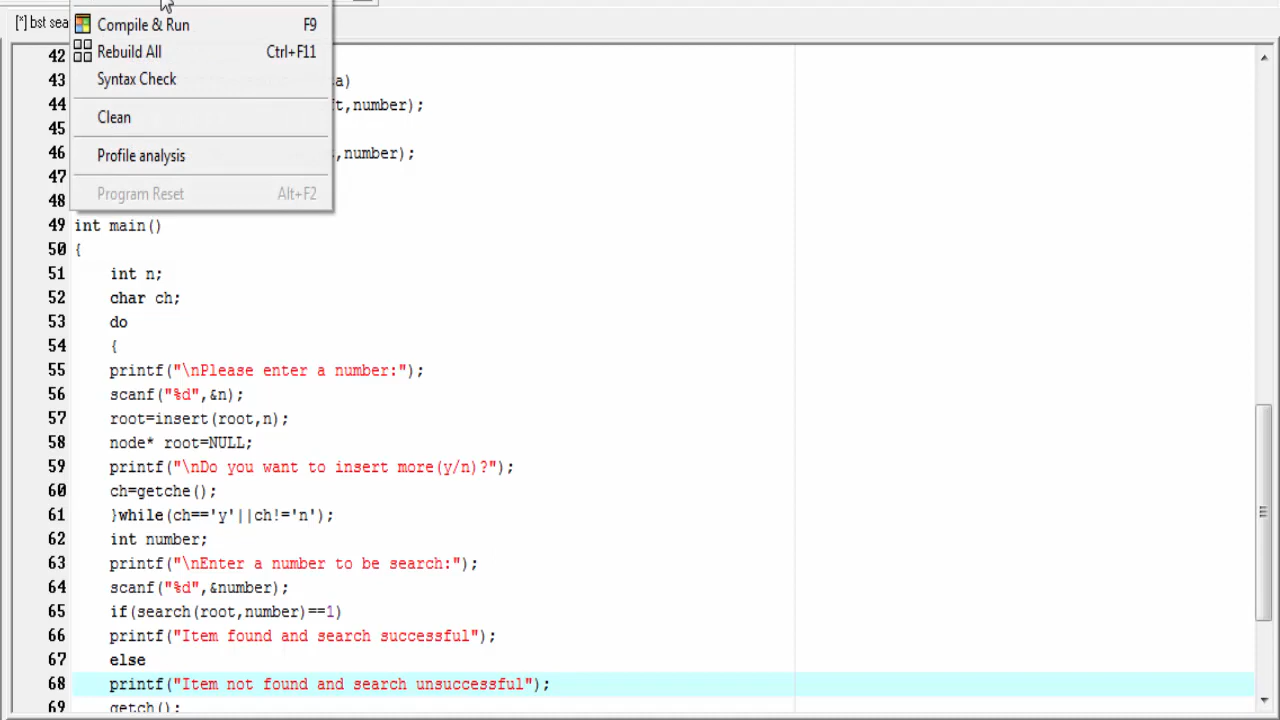 [*] bst sea
Compile & Run F9
Rebuild All Ctrl+F11
Syntax Check
Clean
Profile analysis
Program Reset Alt+F2
42
43 a)
44 t,number);
45
46 ,number);
47
48
49 int main()
50 {
51 int n;
52 char ch;
53 do
54 {
55 printf("\nPlease enter a number:");
56 scanf("%d",&n);
57 root=insert(root,n);
58 node* root=NULL;
59 printf("\nDo you want to insert more(y/n)?");
60 ch=getche();
61 }while(ch=='y'||ch!='n');
62 int number;
63 printf("\nEnter a number to be search:");
64 scanf("%d",&number);
65 if(search(root,number)==1)
66 printf("Item found and search successful");
67 else
68 printf("Item not found and search unsuccessful");
69 getch();